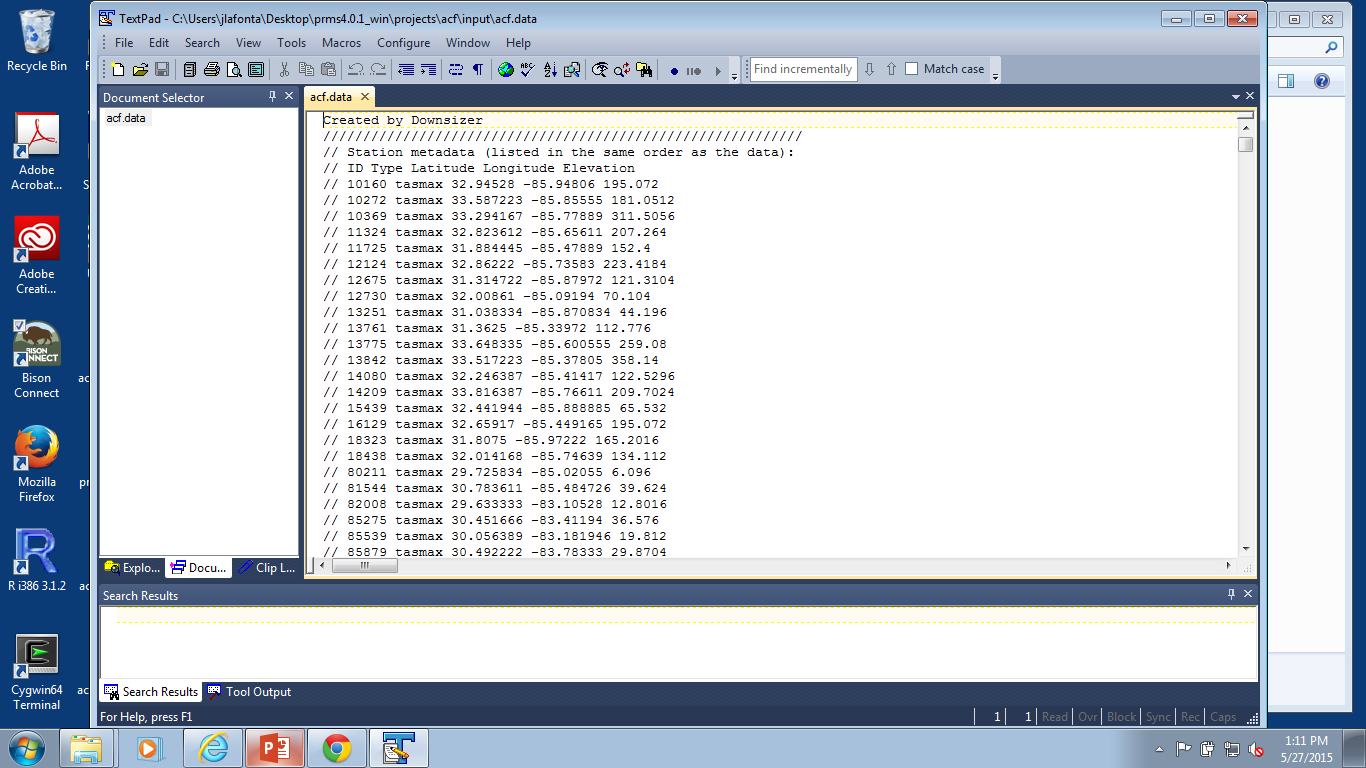 TextPad - C:\Users\jlafonta\Desktop\prms4.0.1_win\projects\acf\input\acf.data
File Edit Search View Tools Macros Configure Window Help
Find incrementally Match case
Document Selector
acf.data
acf.data
Created by Downsizer
////////////////////////////////////////////////////////////
// Station metadata (listed in the same order as the data):
// ID Type Latitude Longitude Elevation
// 10160 tasmax 32.94528 -85.94806 195.072
// 10272 tasmax 33.587223 -85.85555 181.0512
// 10369 tasmax 33.294167 -85.77889 311.5056
// 11324 tasmax 32.823612 -85.65611 207.264
// 11725 tasmax 31.884445 -85.47889 152.4
// 12124 tasmax 32.86222 -85.73583 223.4184
// 12675 tasmax 31.314722 -85.87972 121.3104
// 12730 tasmax 32.00861 -85.09194 70.104
// 13251 tasmax 31.038334 -85.870834 44.196
// 13761 tasmax 31.3625 -85.33972 112.776
// 13775 tasmax 33.648335 -85.600555 259.08
// 13842 tasmax 33.517223 -85.37805 358.14
// 14080 tasmax 32.246387 -85.41417 122.5296
// 14209 tasmax 33.816387 -85.76611 209.7024
// 15439 tasmax 32.441944 -85.888885 65.532
// 16129 tasmax 32.65917 -85.449165 195.072
// 18323 tasmax 31.8075 -85.97222 165.2016
// 18438 tasmax 32.014168 -85.74639 134.112
// 80211 tasmax 29.725834 -85.02055 6.096
// 81544 tasmax 30.783611 -85.484726 39.624
// 82008 tasmax 29.633333 -83.10528 12.8016
// 85275 tasmax 30.451666 -83.41194 36.576
// 85539 tasmax 30.056389 -83.181946 19.812
// 85879 tasmax 30.492222 -83.78333 29.8704
Explo... Docu... Clip L...
Search Results
Search Results Tool Output
For Help, press F1
1 1 Read Ovr Block Sync Rec Caps
Recycle Bin
Adobe
Acrobat...
Adobe
Creati...
BISON
CONNECT
Bison
Connect
Mozilla
Firefox
R i386 3.1.2
Cygwin64
Terminal
1:11 PM
5/27/2015